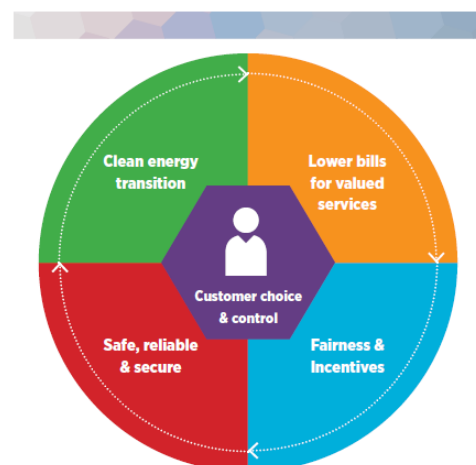 Clean energy
transition
Lower bills
for valued
services
Customer choice
& control
Safe, reliable
& secure
Fairness &
Incentives